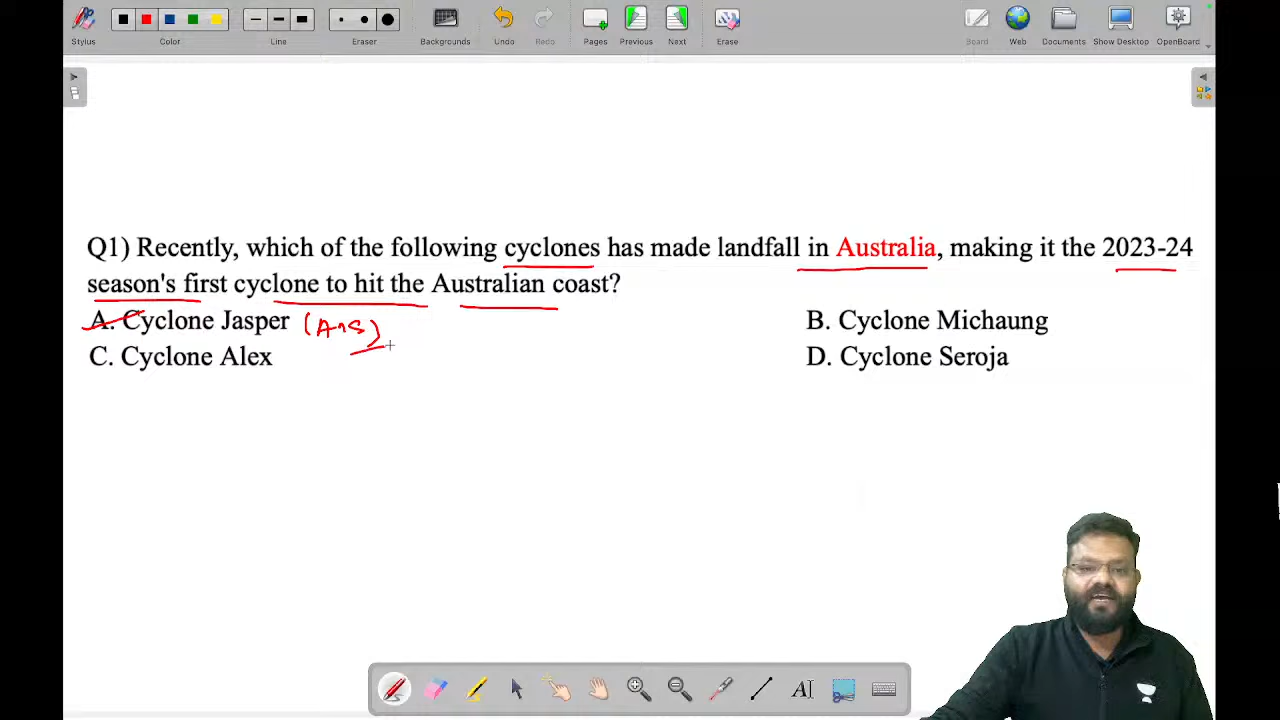 Stylus Color Line Eraser Backgrounds Undo Redo Pages Previous Next Erase Board Web Documents Show Desktop OpenBoard
Q1) Recently, which of the following cyclones has made landfall in Australia, making it the 2023-24
season's first cyclone to hit the Australian coast?
A. Cyclone Jasper (Ans)
B. Cyclone Michaung
C. Cyclone Alex
D. Cyclone Seroja